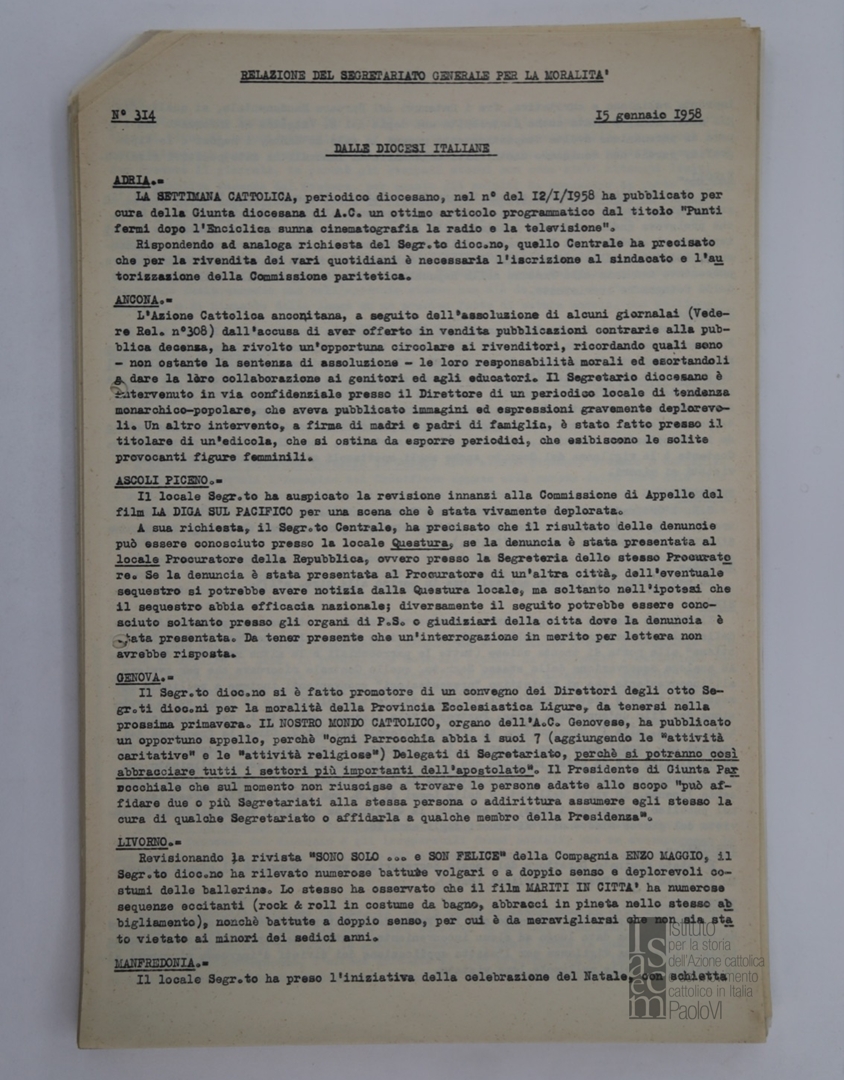 RELAZIONE DEL SEGRETARIATO GENERALE PER LA MORALITA'
N° 314
15 gennaio 1958
DALLE DIOCESI ITALIANE
ADRIA.=
LA SETTIMANA CATTOLICA, periodico diocesano, nel n° del 12/I/1958 ha pubblicato per
cura della Giunta diocesana di A.C. un ottimo articolo programmatico dal titolo "Punti
fermi dopo l'Enciclica sunna cinematografia la radio e la televisione".
Rispondendo ad analoga richiesta del Segr.to dioc.no, quello Centrale ha precisato
che per la rivendita dei vari quotidiani è necessaria l'iscrizione al sindacato e l'au
torizzazione della Commissione paritetica.
ANCONA.=
L'Azione Cattolica anconitana, a seguito dell'assoluzione di alcuni giornalai (Vede-
re Rel. n°308) dall'accusa di aver offerto in vendita pubblicazioni contrarie alla pub-
blica decenza, ha rivolto un'opportuna circolare ai rivenditori, ricordando quali sono
- non ostante la sentenza di assoluzione - le loro responsabilità morali ed esortandoli
a dare la làro collaborazione ai genitori ed agli educatori. Il Segretario diocesano è
intervenuto in via confidenziale presso il Direttore di un periodico locale di tendenza
monarchico-popolare, che aveva pubblicato immagini ed espressioni gravemente deplorevo-
li. Un altro intervento, a firma di madri e padri di famiglia, è stato fatto presso il
titolare di un'edicola, che si ostina da esporre periodici, che esibiscono le solite
provocanti figure femminili.
ASCOLI PICENO.=
Il locale Segr.to ha auspicato la revisione innanzi alla Commissione di Appello del
film LA DIGA SUL PACIFICO per una scena che è stata vivamente deplorata.
A sua richiesta, il Segr.to Centrale, ha precisato che il risultato delle denuncie
può essere conosciuto presso la locale Questura, se la denuncia è stata presentata al
locale Procuratore della Repubblica, ovvero presso la Segreteria dello stesso Procurato
re. Se la denuncia è stata presentata al Procuratore di un'altra città, dell'eventuale
sequestro si potrebbe avere notizia dalla Questura locale, ma soltanto nell'ipotesi che
il sequestro abbia efficacia nazionale; diversamente il seguito potrebbe essere cono-
sciuto soltanto presso gli organi di P.S. o giudiziari della citta dove la denuncia è
stata presentata. Da tener presente che un'interrogazione in merito per lettera non
avrebbe risposta.
GENOVA.=
Il Segr.to dioc.no si è fatto promotore di un convegno dei Direttori degli otto Se-
gr.ti dioc.ni per la moralità della Provincia Ecclesiastica Ligure, da tenersi nella
prossima primavera. IL NOSTRO MONDO CATTOLICO, organo dell'A.C. Genovese, ha pubblicato
un opportuno appello, perchè "ogni Parrocchia abbia i suoi 7 (aggiungendo le "attività
caritative" e le "attività religiose") Delegati di Segretariato, perchè si potranno così
abbracciare tutti i settori più importanti dell'apostolato". Il Presidente di Giunta Par
rocchiale che sul momento non riuscisse a trovare le persone adatte allo scopo "può af-
fidare due o più Segretariati alla stessa persona o addirittura assumere egli stesso la
cura di qualche Segretariato o affidarla a qualche membro della Presidenza".
LIVORNO.=
Revisionando la rivista "SONO SOLO ... e SON FELICE" della Compagnia ENZO MAGGIO, il
Segr.to dioc.no ha rilevato numerose battute volgari e a doppio senso e deplorevoli co-
stumi delle ballerine. Lo stesso ha osservato che il film MARITI IN CITTA' ha numerose
sequenze eccitanti (rock & roll in costume da bagno, abbracci in pineta nello stesso ab
bigliamento), nonchè battute a doppio senso, per cui è da meravigliarsi che non sia sta
to vietato ai minori dei sedici anni.
MANFREDONIA.=
Il locale Segr.to ha preso l'iniziativa della celebrazione del Natale, con schietta
Isacem
Istituto
per la storia
dell'Azione cattolica
cattolico in Italia
PaoloVI